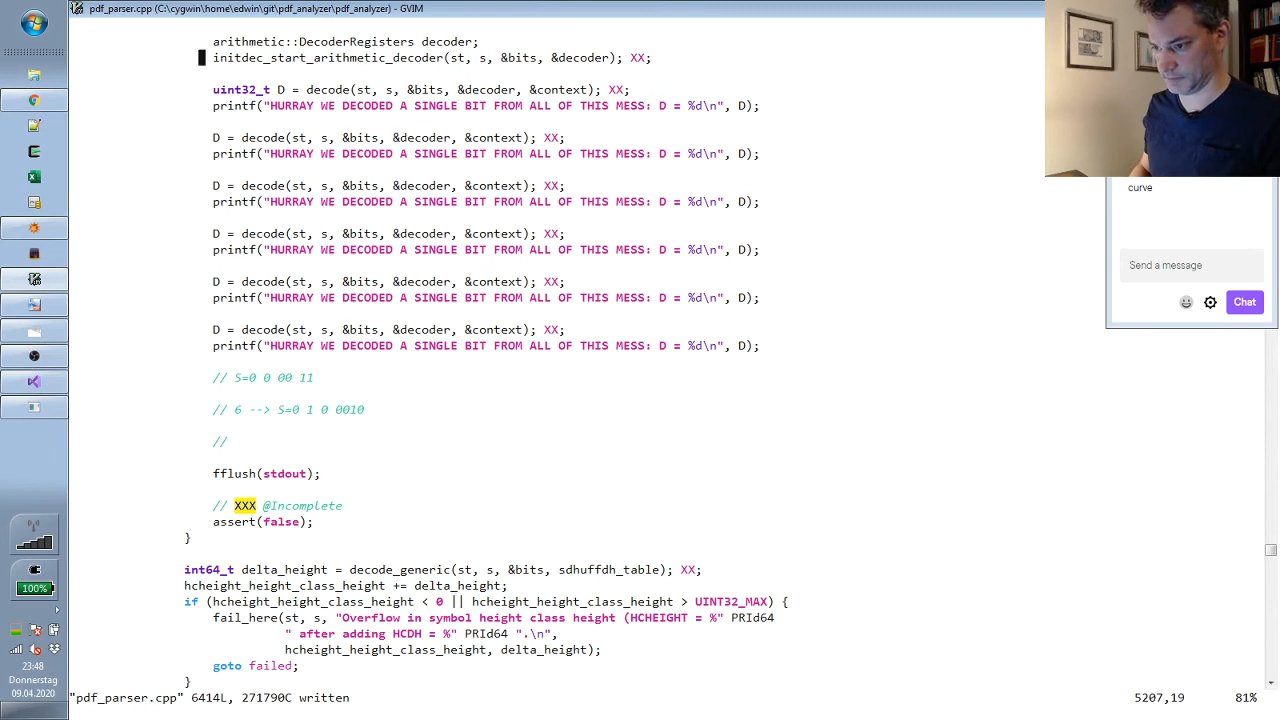 pdf_parser.cpp (C:\cygwin\home\edwin\git\pdf_analyzer\pdf_analyzer) - GVIM
arithmetic::DecoderRegisters decoder;
initdec_start_arithmetic_decoder(st, s, &bits, &decoder); XX;
uint32_t D = decode(st, s, &bits, &decoder, &context); XX;
printf("HURRAY WE DECODED A SINGLE BIT FROM ALL OF THIS MESS: D = %d\n", D);
D = decode(st, s, &bits, &decoder, &context); XX;
printf("HURRAY WE DECODED A SINGLE BIT FROM ALL OF THIS MESS: D = %d\n", D);
D = decode(st, s, &bits, &decoder, &context); XX;
printf("HURRAY WE DECODED A SINGLE BIT FROM ALL OF THIS MESS: D = %d\n", D);
D = decode(st, s, &bits, &decoder, &context); XX;
printf("HURRAY WE DECODED A SINGLE BIT FROM ALL OF THIS MESS: D = %d\n", D);
D = decode(st, s, &bits, &decoder, &context); XX;
printf("HURRAY WE DECODED A SINGLE BIT FROM ALL OF THIS MESS: D = %d\n", D);
D = decode(st, s, &bits, &decoder, &context); XX;
printf("HURRAY WE DECODED A SINGLE BIT FROM ALL OF THIS MESS: D = %d\n", D);
// S=0 0 00 11
// 6 --> S=0 1 0 0010
//
fflush(stdout);
// XXX @Incomplete
assert(false);
}
int64_t delta_height = decode_generic(st, s, &bits, sdhuffdh_table); XX;
hcheight_height_class_height += delta_height;
if (hcheight_height_class_height < 0 || hcheight_height_class_height > UINT32_MAX) {
fail_here(st, s, "Overflow in symbol height class height (HCHEIGHT = %" PRId64
" after adding HCDH = %" PRId64 ".\n",
hcheight_height_class_height, delta_height);
goto failed;
}
"pdf_parser.cpp" 6414L, 271790C written
5207,19
81%
curve
Send a message
Chat
100%
23:48
Donnerstag
09.04.2020